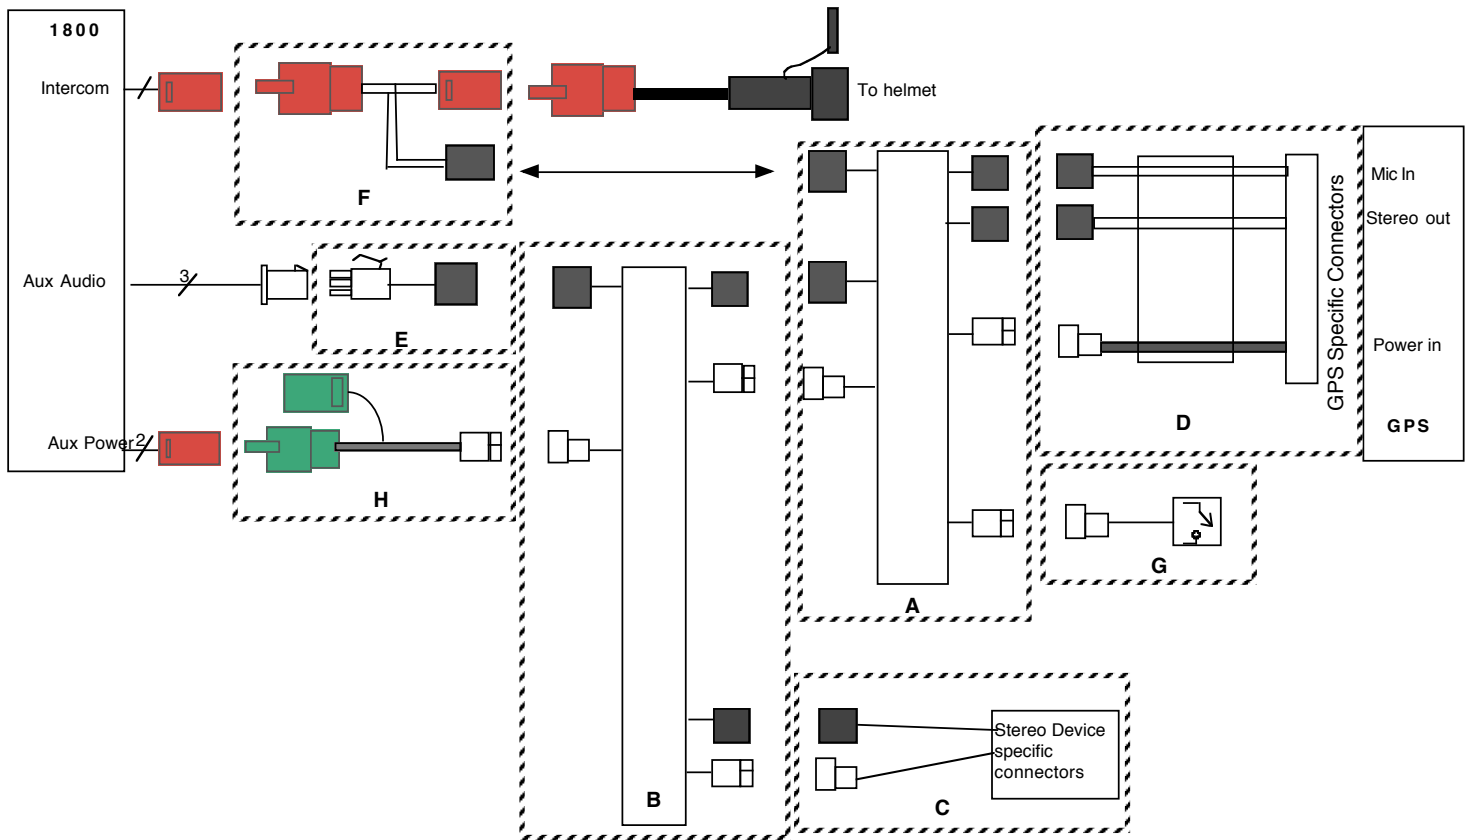 1800
Intercom
To helmet
F
Mic In
Stereo out
GPS Specific Connectors
Aux Audio
3
E
Power in
D
GPS
Aux Power
2
H
G
A
Stereo Device
specific
connectors
B
C